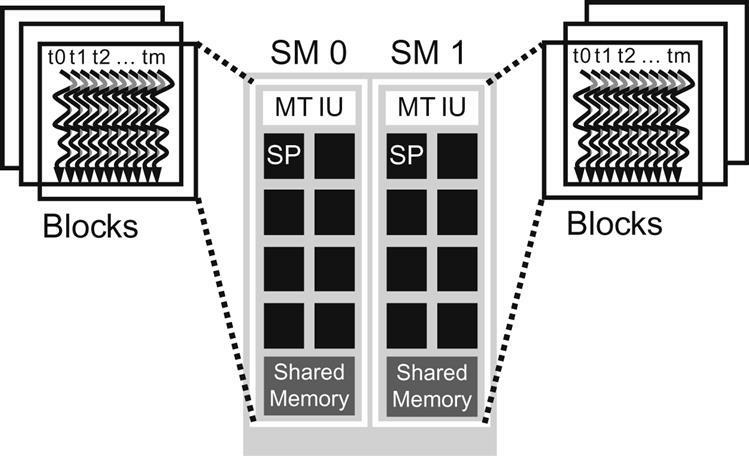 t0 t1 t2 ... tm
Blocks
SM 0 SM 1
MT IU MT IU
SP SP
Shared
Memory
Shared
Memory
t0 t1 t2 ... tm
Blocks